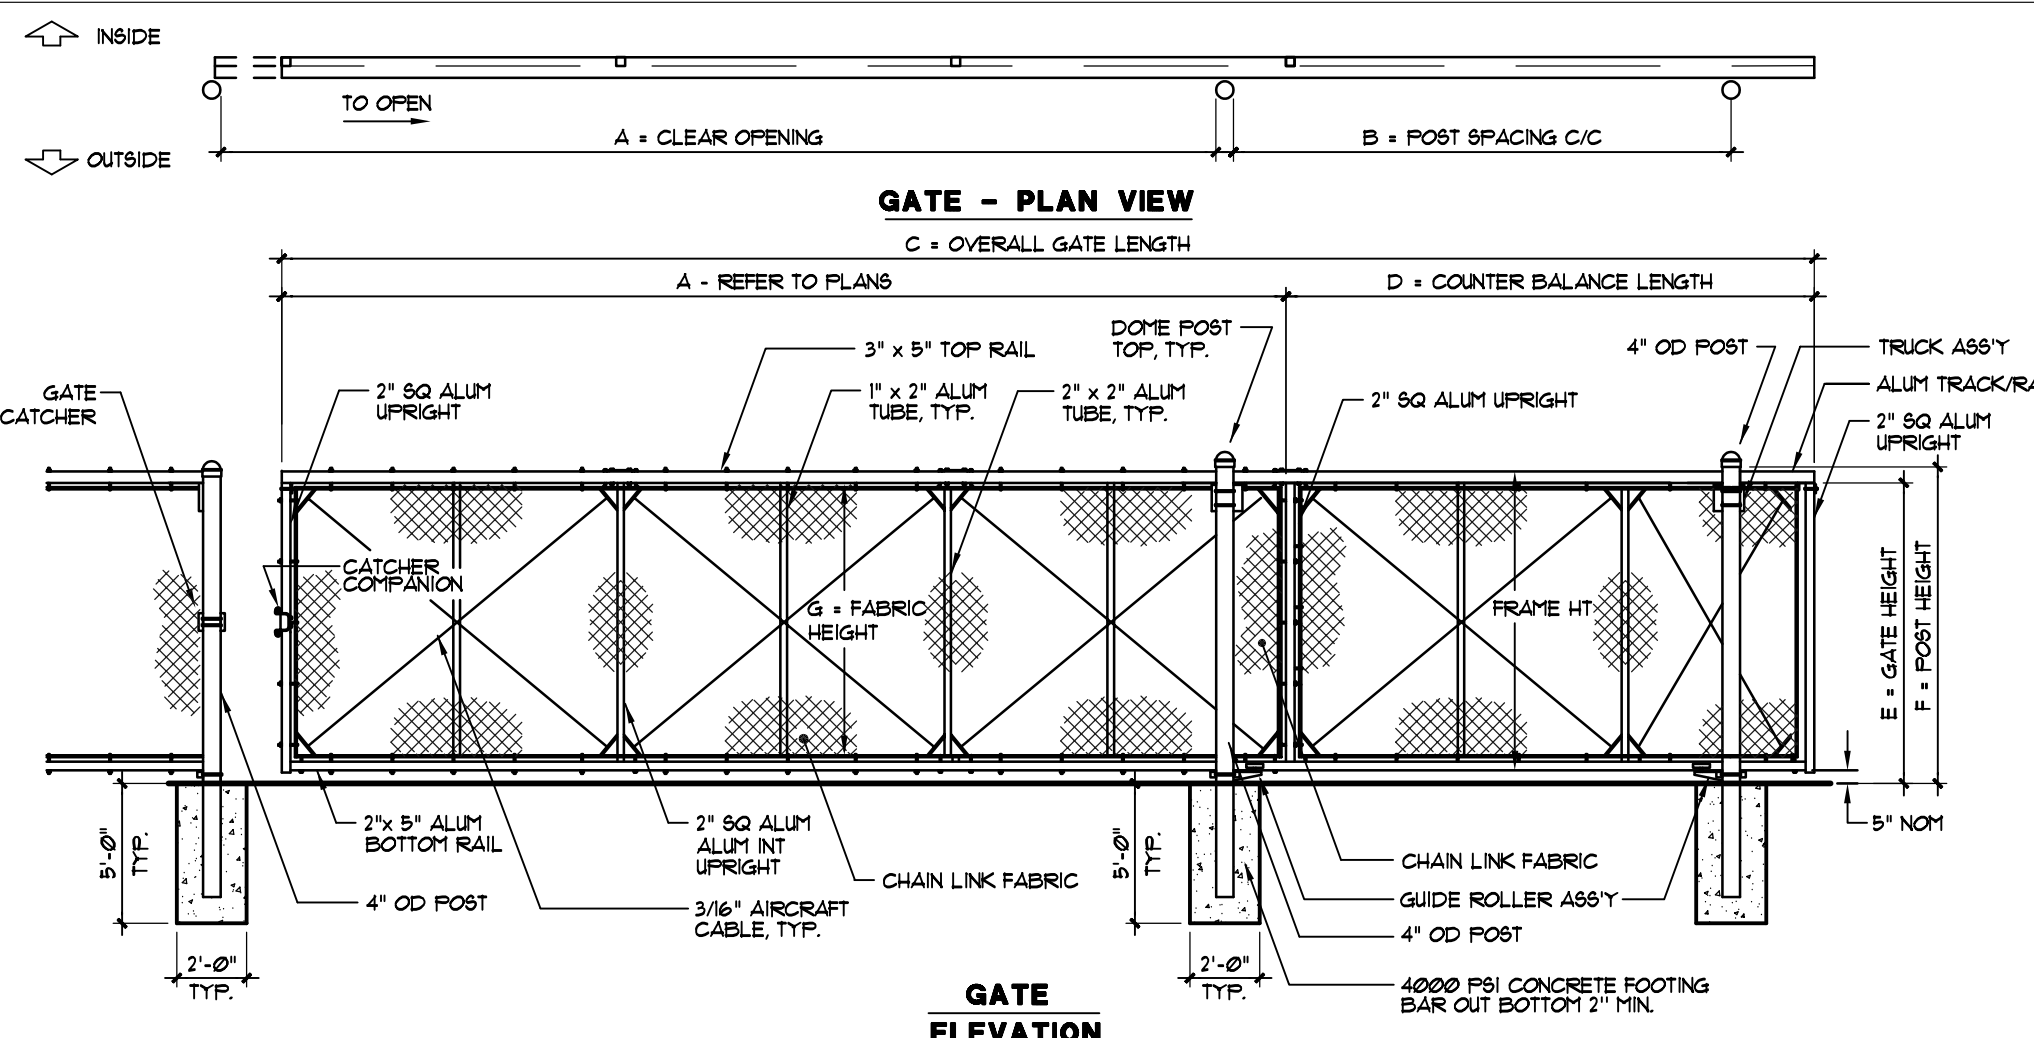 INSIDE
TO OPEN
A = CLEAR OPENING
B = POST SPACING C/C
OUTSIDE
GATE - PLAN VIEW
C = OVERALL GATE LENGTH
A - REFER TO PLANS
D = COUNTER BALANCE LENGTH
DOME POST
TOP, TYP.
3" x 5" TOP RAIL
4" OD POST
TRUCK ASS'Y
GATE
CATCHER
2" SQ ALUM
UPRIGHT
1" x 2" ALUM
TUBE, TYP.
2" x 2" ALUM
TUBE, TYP.
2" SQ ALUM UPRIGHT
ALUM TRACK/RA
2" SQ ALUM
UPRIGHT
CATCHER
COMPANION
G = FABRIC
HEIGHT
FRAME HT
E = GATE HEIGHT
F = POST HEIGHT
5'-0"
TYP.
2"x 5" ALUM
BOTTOM RAIL
2" SQ ALUM
ALUM INT
UPRIGHT
5'-0"
TYP.
5" NOM
CHAIN LINK FABRIC
CHAIN LINK FABRIC
4" OD POST
3/16" AIRCRAFT
CABLE, TYP.
GUIDE ROLLER ASS'Y
4" OD POST
2'-0"
TYP.
2'-0"
TYP.
4000 PSI CONCRETE FOOTING
BAR OUT BOTTOM 2" MIN.
GATE
ELEVATION